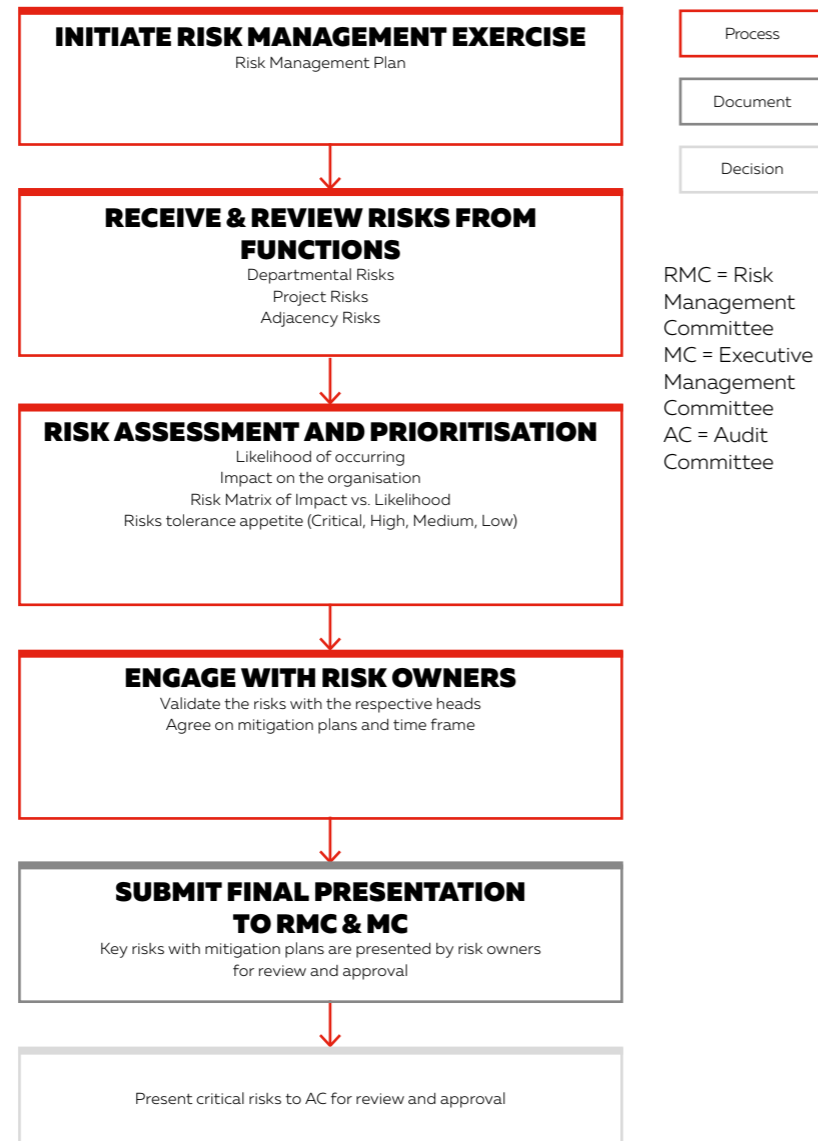 INITIATE RISK MANAGEMENT EXERCISE
Risk Management Plan
RECEIVE & REVIEW RISKS FROM
FUNCTIONS
Departmental Risks
Project Risks
Adjacency Risks
RISK ASSESSMENT AND PRIORITISATION
Likelihood of occurring
Impact on the organisation
Risk Matrix of Impact vs. Likelihood
Risks tolerance appetite (Critical, High, Medium, Low)
ENGAGE WITH RISK OWNERS
Validate the risks with the respective heads
Agree on mitigation plans and time frame
SUBMIT FINAL PRESENTATION
TO RMC & MC
Key risks with mitigation plans are presented by risk owners
for review and approval
Present critical risks to AC for review and approval
Process
Document
Decision
RMC = Risk
Management
Committee
MC = Executive
Management
Committee
AC = Audit
Committee